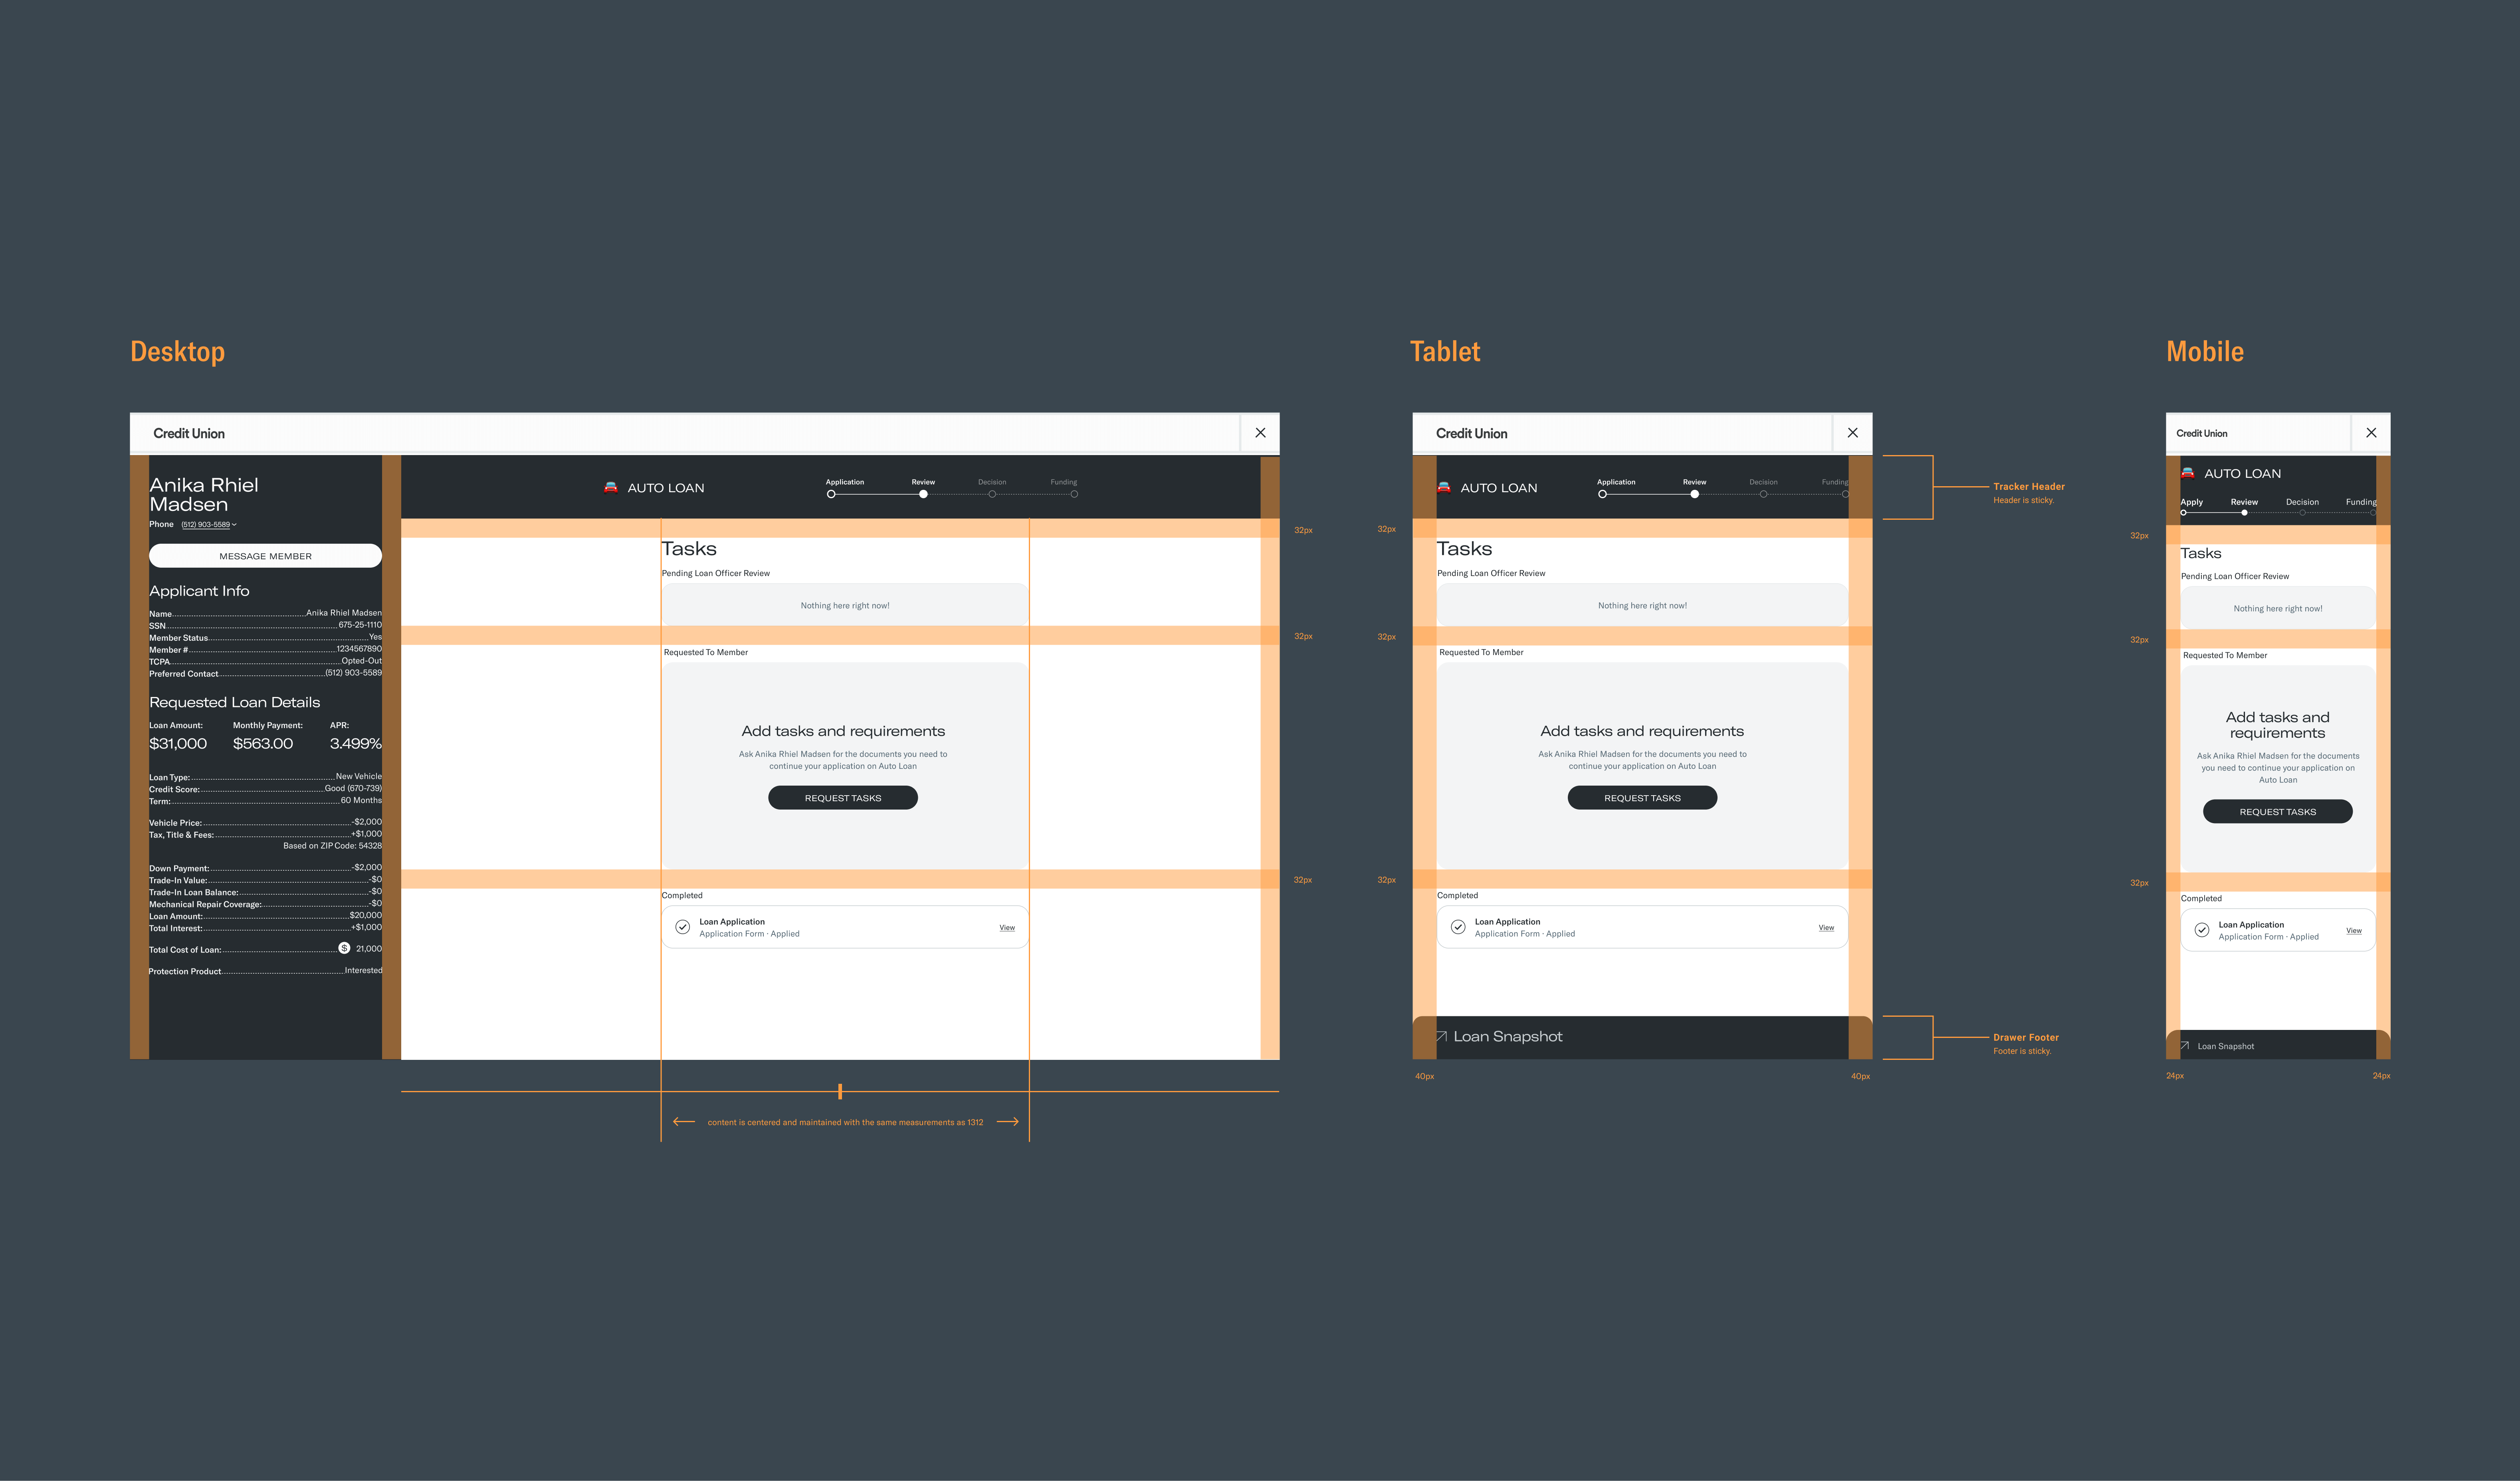 Desktop
Credit Union
Anika Rhiel
Madsen
Phone (512) 903-5589
MESSAGE MEMBER
Applicant Info
Name Anika Rhiel Madsen
SSN 675-25-1110
Member Status Yes
Member # 1234567890
TCPA Opted-Out
Preferred Contact (512) 903-5589
Requested Loan Details
Loan Amount: Monthly Payment: APR:
$31,000 $563.00 3.499%
Loan Type: New Vehicle
Credit Score: Good (670-739)
Term: 60 Months
Vehicle Price: -$2,000
Tax, Title & Fees: +$1,000
Based on ZIP Code: 54328
Down Payment: -$2,000
Trade-In Value: -$0
Trade-In Loan Balance: -$0
Mechanical Repair Coverage: -$0
Loan Amount: $20,000
Total Interest: +$1,000
Total Cost of Loan: $ 21,000
Protection Product Interested
AUTO LOAN
Application Review Decision Funding
32px
Tasks
Pending Loan Officer Review
Nothing here right now!
32px
Requested To Member
Add tasks and requirements
Ask Anika Rhiel Madsen for the documents you need to
continue your application on Auto Loan
REQUEST TASKS
32px
Completed
Loan Application
Application Form · Applied
View
content is centered and maintained with the same measurements as 1312
Tablet
Credit Union
AUTO LOAN
Application Review Decision Funding
Tracker Header
Header is sticky.
32px
Tasks
Pending Loan Officer Review
Nothing here right now!
32px
Requested To Member
Add tasks and requirements
Ask Anika Rhiel Madsen for the documents you need to
continue your application on Auto Loan
REQUEST TASKS
32px
Completed
Loan Application
Application Form · Applied
View
Loan Snapshot
Drawer Footer
Footer is sticky.
40px 40px
Mobile
Credit Union
AUTO LOAN
Apply Review Decision Funding
32px
Tasks
Pending Loan Officer Review
Nothing here right now!
32px
Requested To Member
Add tasks and
requirements
Ask Anika Rhiel Madsen for the documents
you need to continue your application on
Auto Loan
REQUEST TASKS
32px
Completed
Loan Application
Application Form · Applied
View
Loan Snapshot
24px 24px